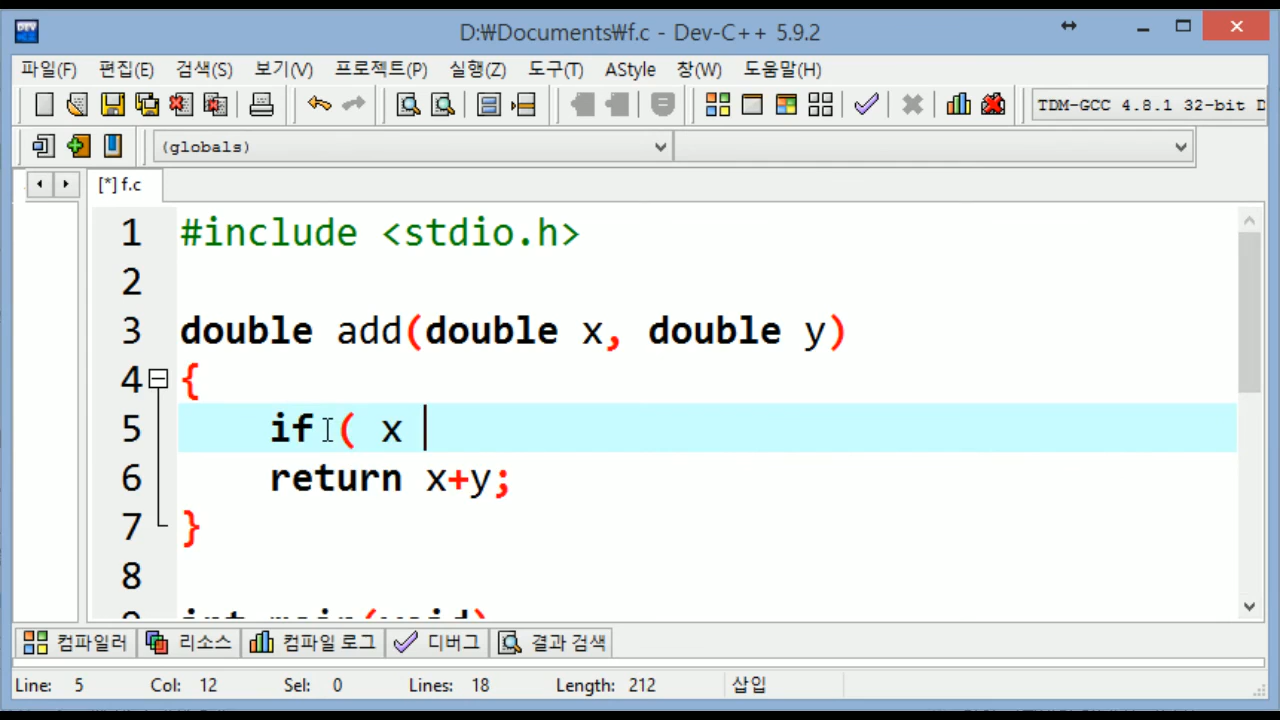 D:₩Documents₩f.c - Dev-C++ 5.9.2
파일(F) 편집(E) 검색(S) 보기(V) 프로젝트(P) 실행(Z) 도구(T) AStyle 창(W) 도움말(H)
TDM-GCC 4.8.1 32-bit D
(globals)
[*] f.c
1 #include <stdio.h>
2
3 double add(double x, double y)
4 {
5 if ( x
6 return x+y;
7 }
8
9 int main(void)
컴파일러 리소스 컴파일 로그 디버그 결과 검색
Line: 5 Col: 12 Sel: 0 Lines: 18 Length: 212 삽입